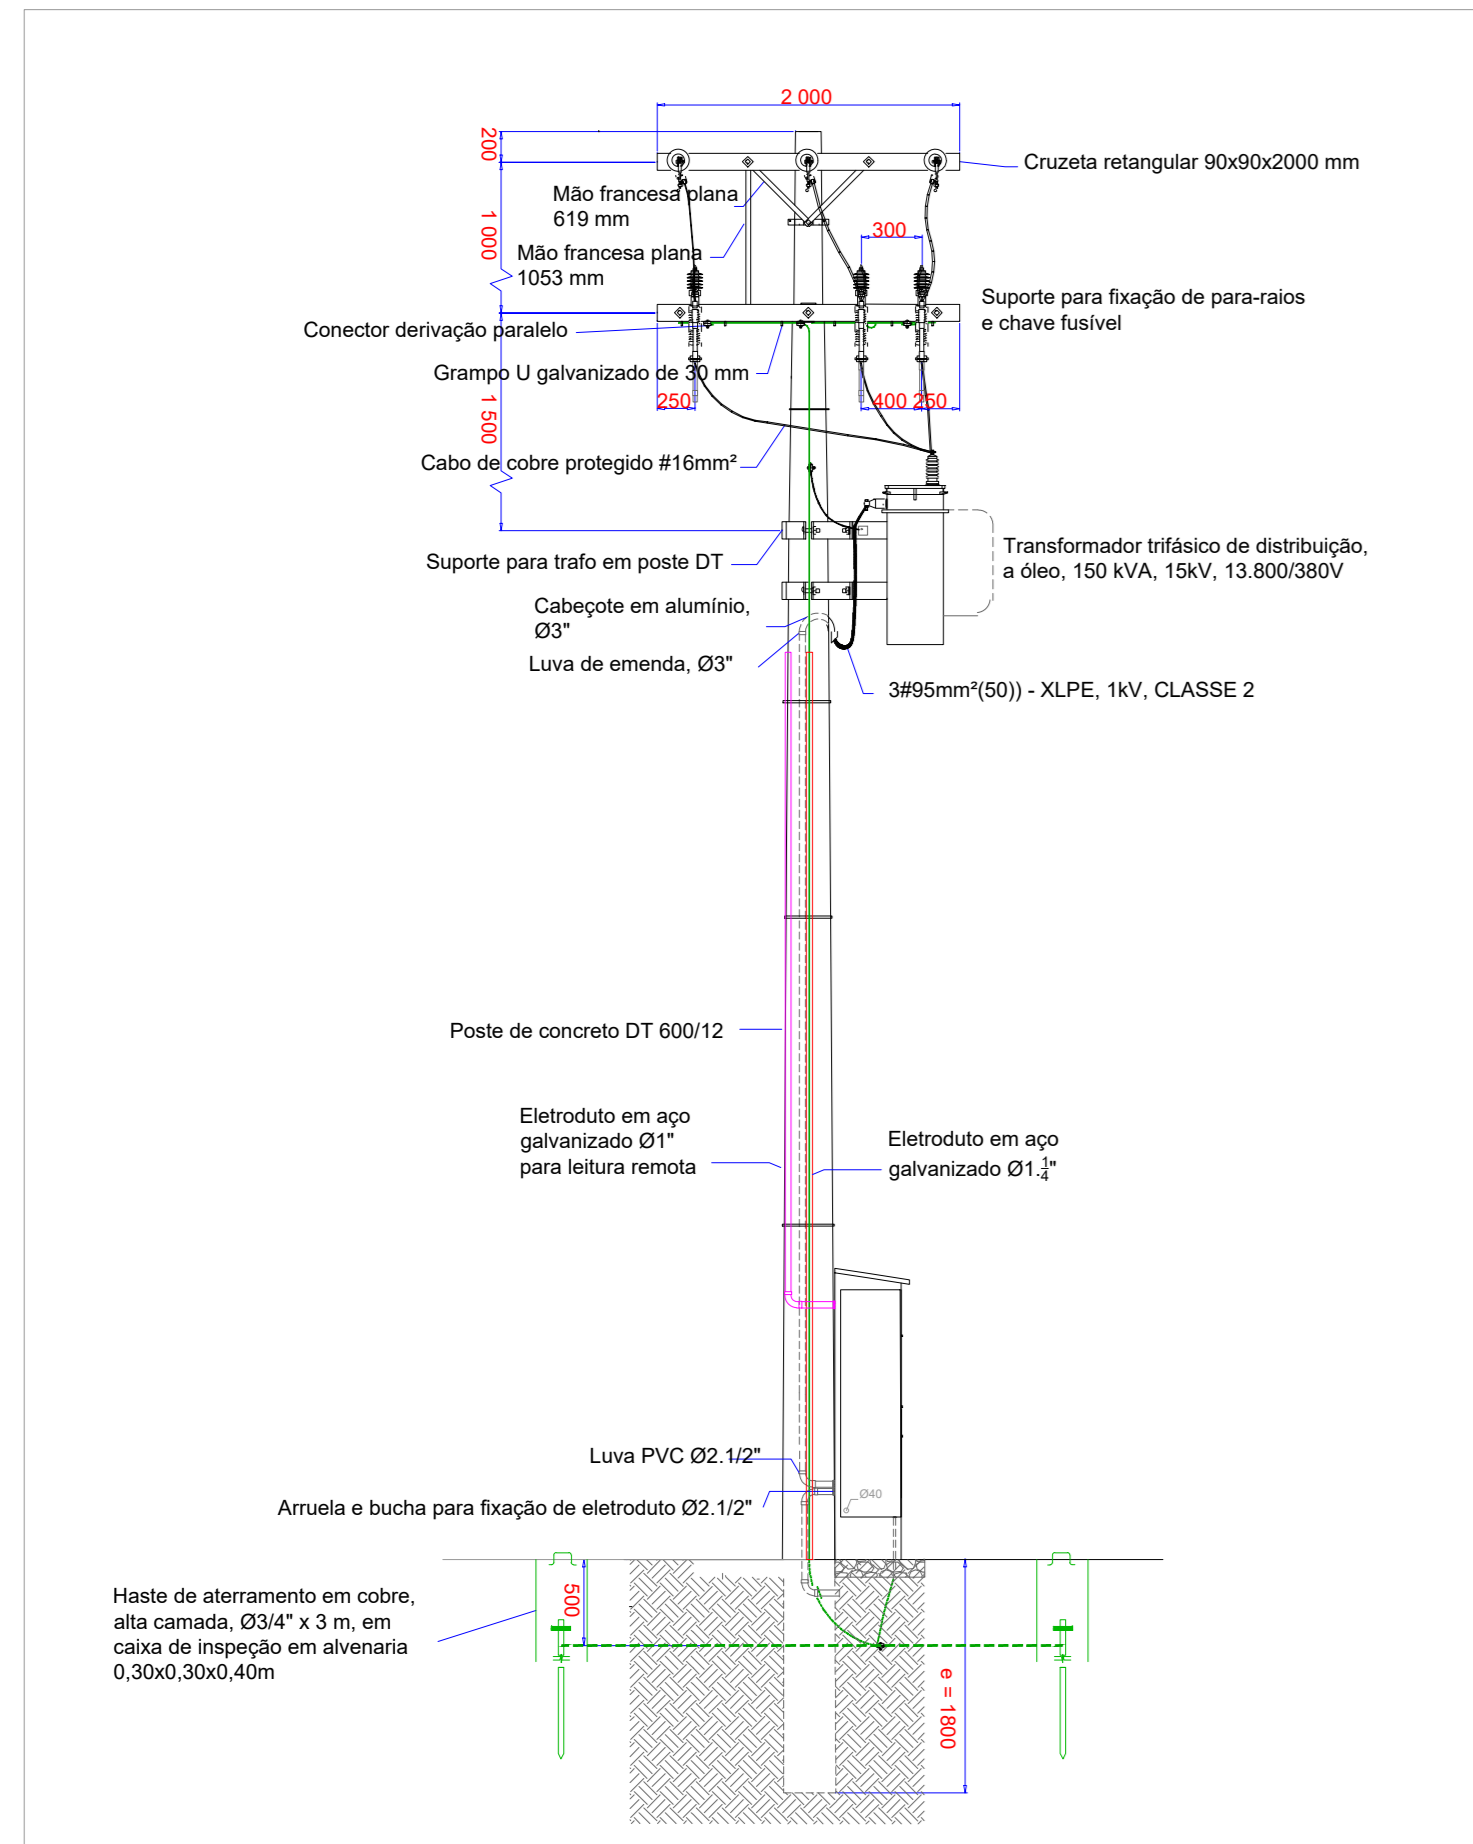 2 000
200
Cruzeta retangular 90x90x2000 mm
Mão francesa plana
619 mm
1 000
300
Mão francesa plana
1053 mm
Suporte para fixação de para-raios
e chave fusível
Conector derivação paralelo
Grampo U galvanizado de 30 mm
250
400
250
1 500
Cabo de cobre protegido #16mm²
Transformador trifásico de distribuição,
a óleo, 150 kVA, 15kV, 13.800/380V
Suporte para trafo em poste DT
Cabeçote em alumínio,
Ø3"
Luva de emenda, Ø3"
3#95mm²(50)) - XLPE, 1kV, CLASSE 2
Poste de concreto DT 600/12
Eletroduto em aço
galvanizado Ø1"
para leitura remota
Eletroduto em aço
galvanizado Ø1.1/4"
Luva PVC Ø2.1/2"
Ø40
Arruela e bucha para fixação de eletroduto Ø2.1/2"
500
Haste de aterramento em cobre,
alta camada, Ø3/4" x 3 m, em
caixa de inspeção em alvenaria
0,30x0,30x0,40m
e = 1800